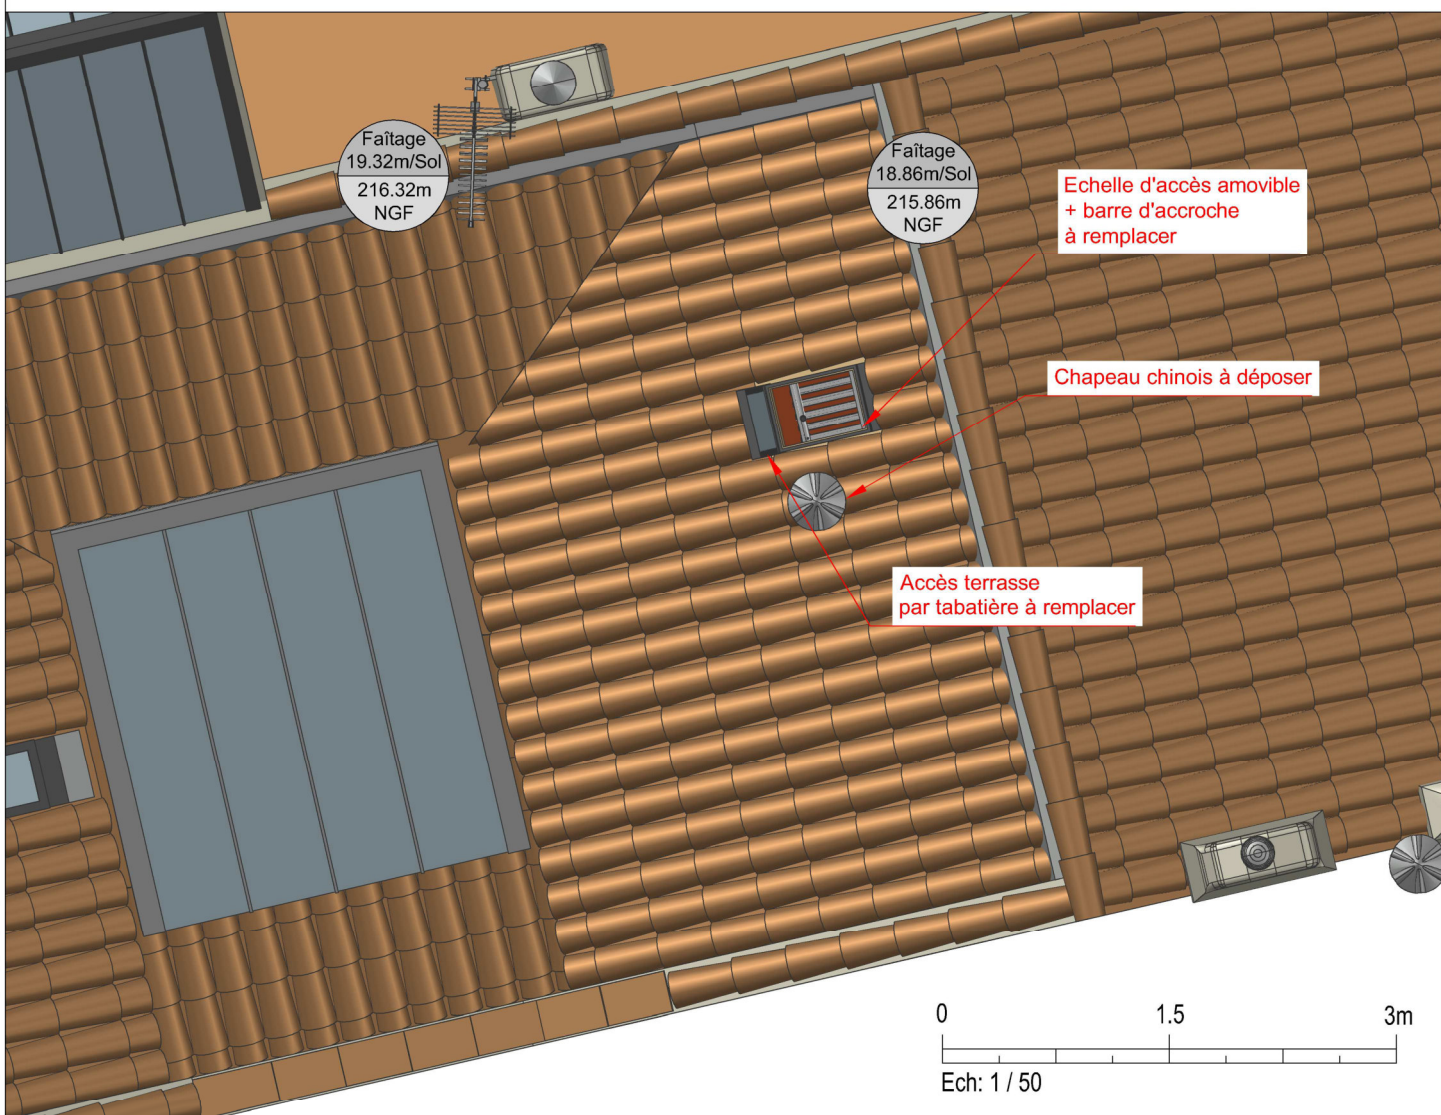 Faîtage
19.32m/Sol
216.32m
NGF
Faîtage
18.86m/Sol
215.86m
NGF
Echelle d'accès amovible
+ barre d'accroche
à remplacer
Chapeau chinois à déposer
Accès terrasse
par tabatière à remplacer
0 1.5 3m
Ech: 1 / 50